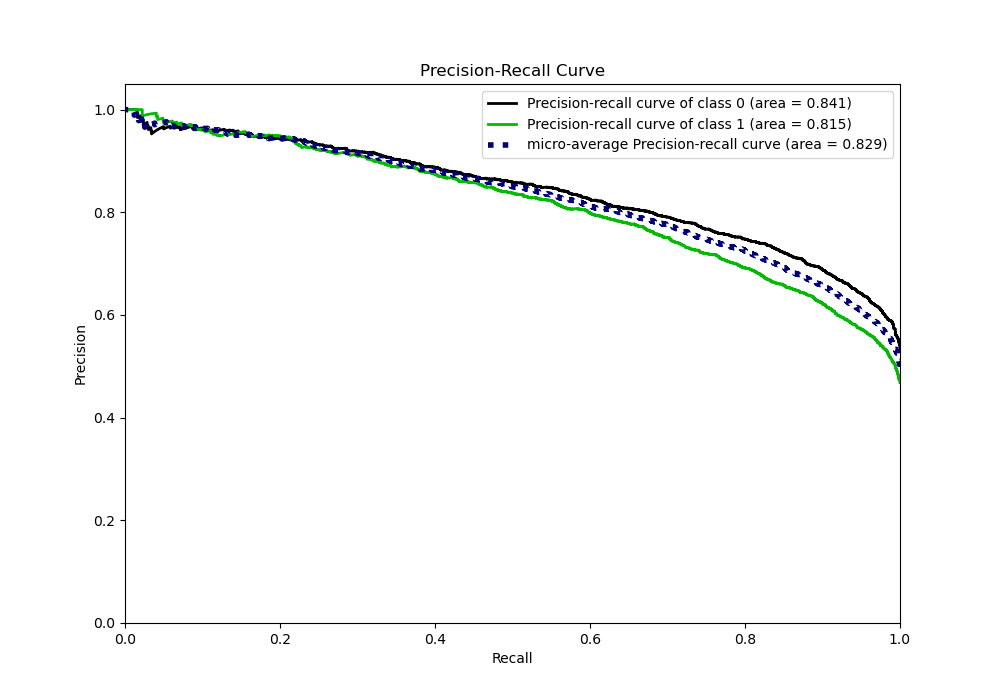 Precision-Recall Curve
Precision-recall curve of class 0 (area = 0.841)
Precision-recall curve of class 1 (area = 0.815)
micro-average Precision-recall curve (area = 0.829)
Precision
1.0
0.8
0.6
0.4
0.2
0.0
0.0 0.2 0.4 0.6 0.8 1.0
Recall